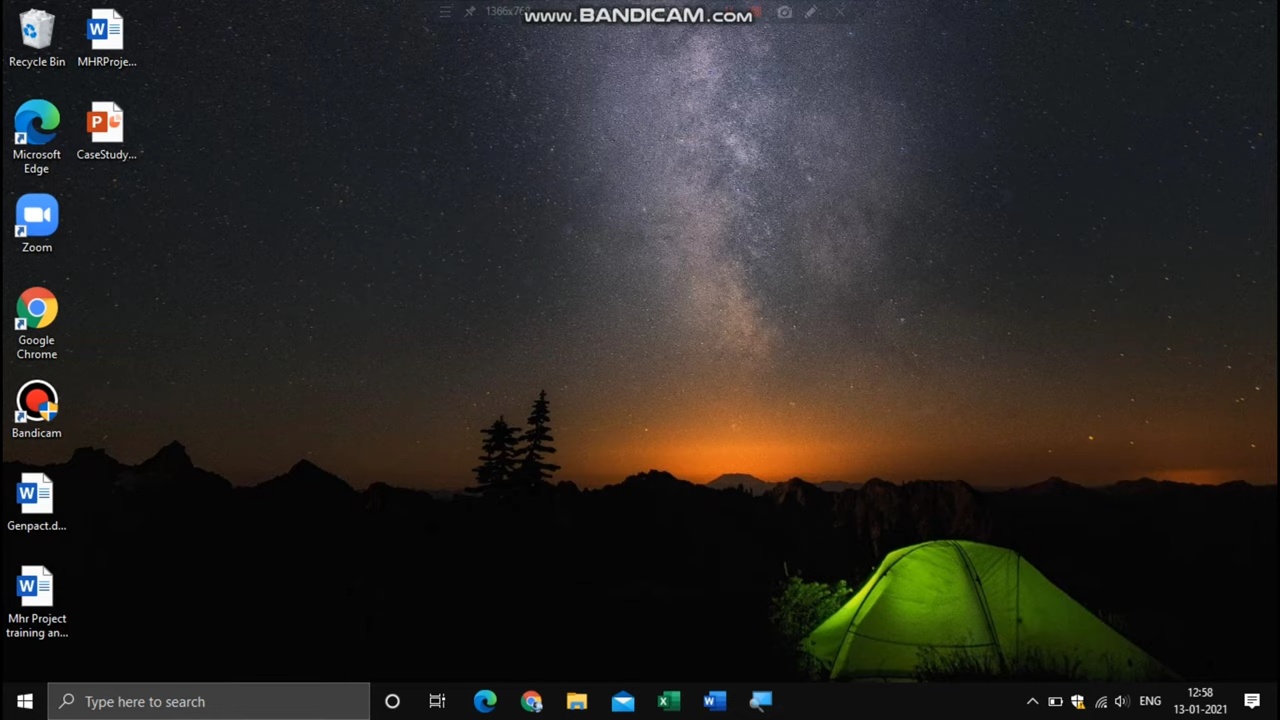 1366x768
www.BANDICAM.com
Recycle Bin
MHRProje...
Microsoft
Edge
CaseStudy...
Zoom
Google
Chrome
Bandicam
Genpact.d...
Mhr Project
training an...
Type here to search
ENG
12:58
13-01-2021